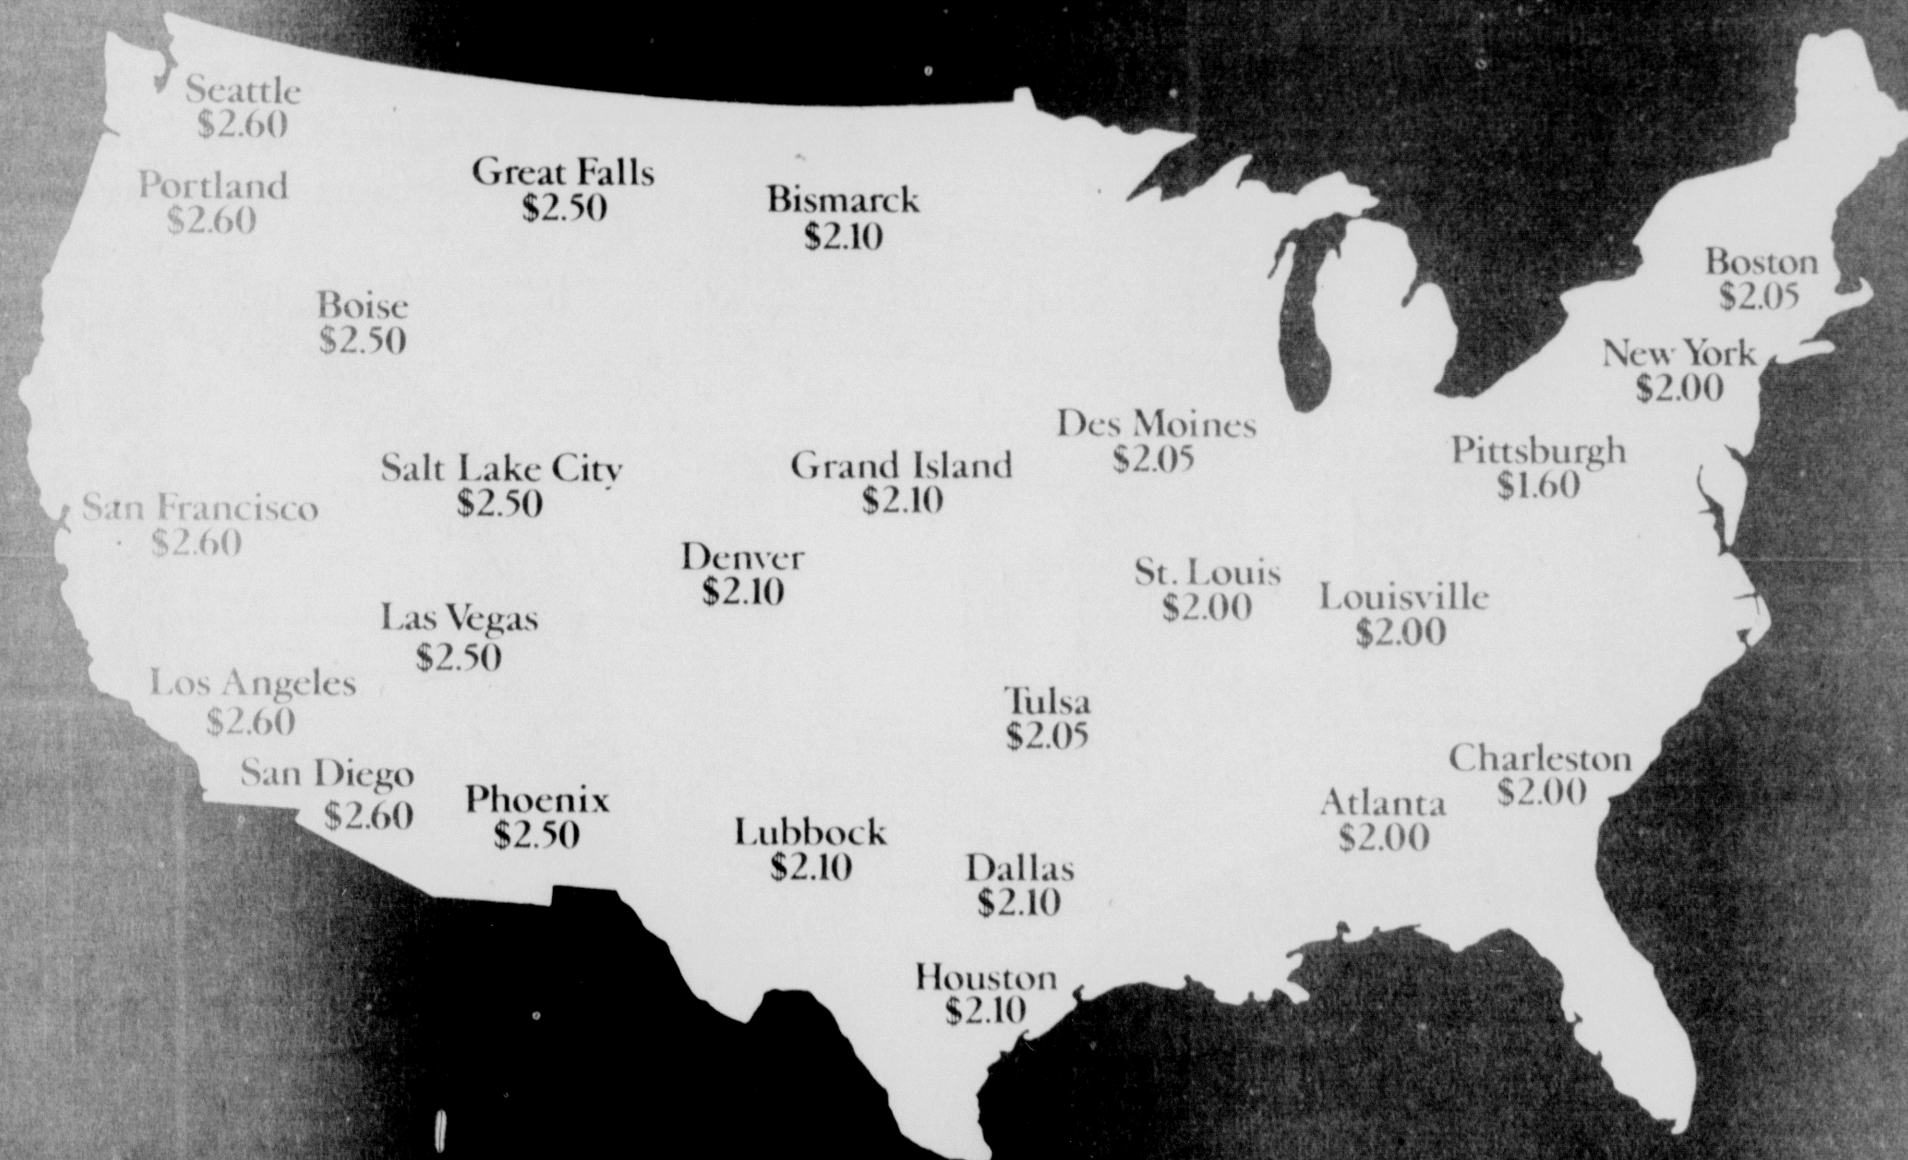 Seattle
$2.60
Portland
$2.60
Great Falls
$2.50
Bismarck
$2.10
Boise
$2.50
Boston
$2.05
New York
$2.00
Des Moines
$2.05
Pittsburgh
$1.60
Salt Lake City
$2.50
Grand Island
$2.10
San Francisco
$2.60
Denver
$2.10
St. Louis
$2.00
Louisville
$2.00
Las Vegas
$2.50
Los Angeles
$2.60
Tulsa
$2.05
San Diego
$2.60
Phoenix
$2.50
Charleston
$2.00
Atlanta
$2.00
Lubbock
$2.10
Dallas
$2.10
Houston
$2.10